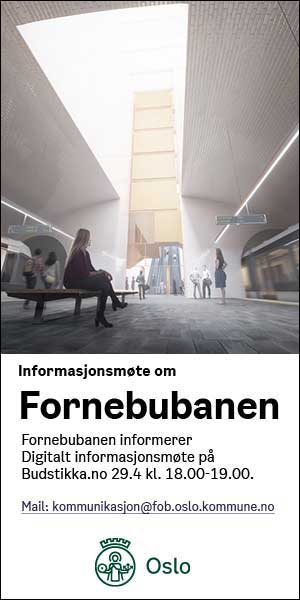 Informasjonsmøte om
Fornebubanen
Fornebubanen informerer
Digitalt informasjonsmøte på
Budstikka.no 29.4 kl. 18.00-19.00.
Mail: kommunikasjon@fob.oslo.kommune.no
Oslo